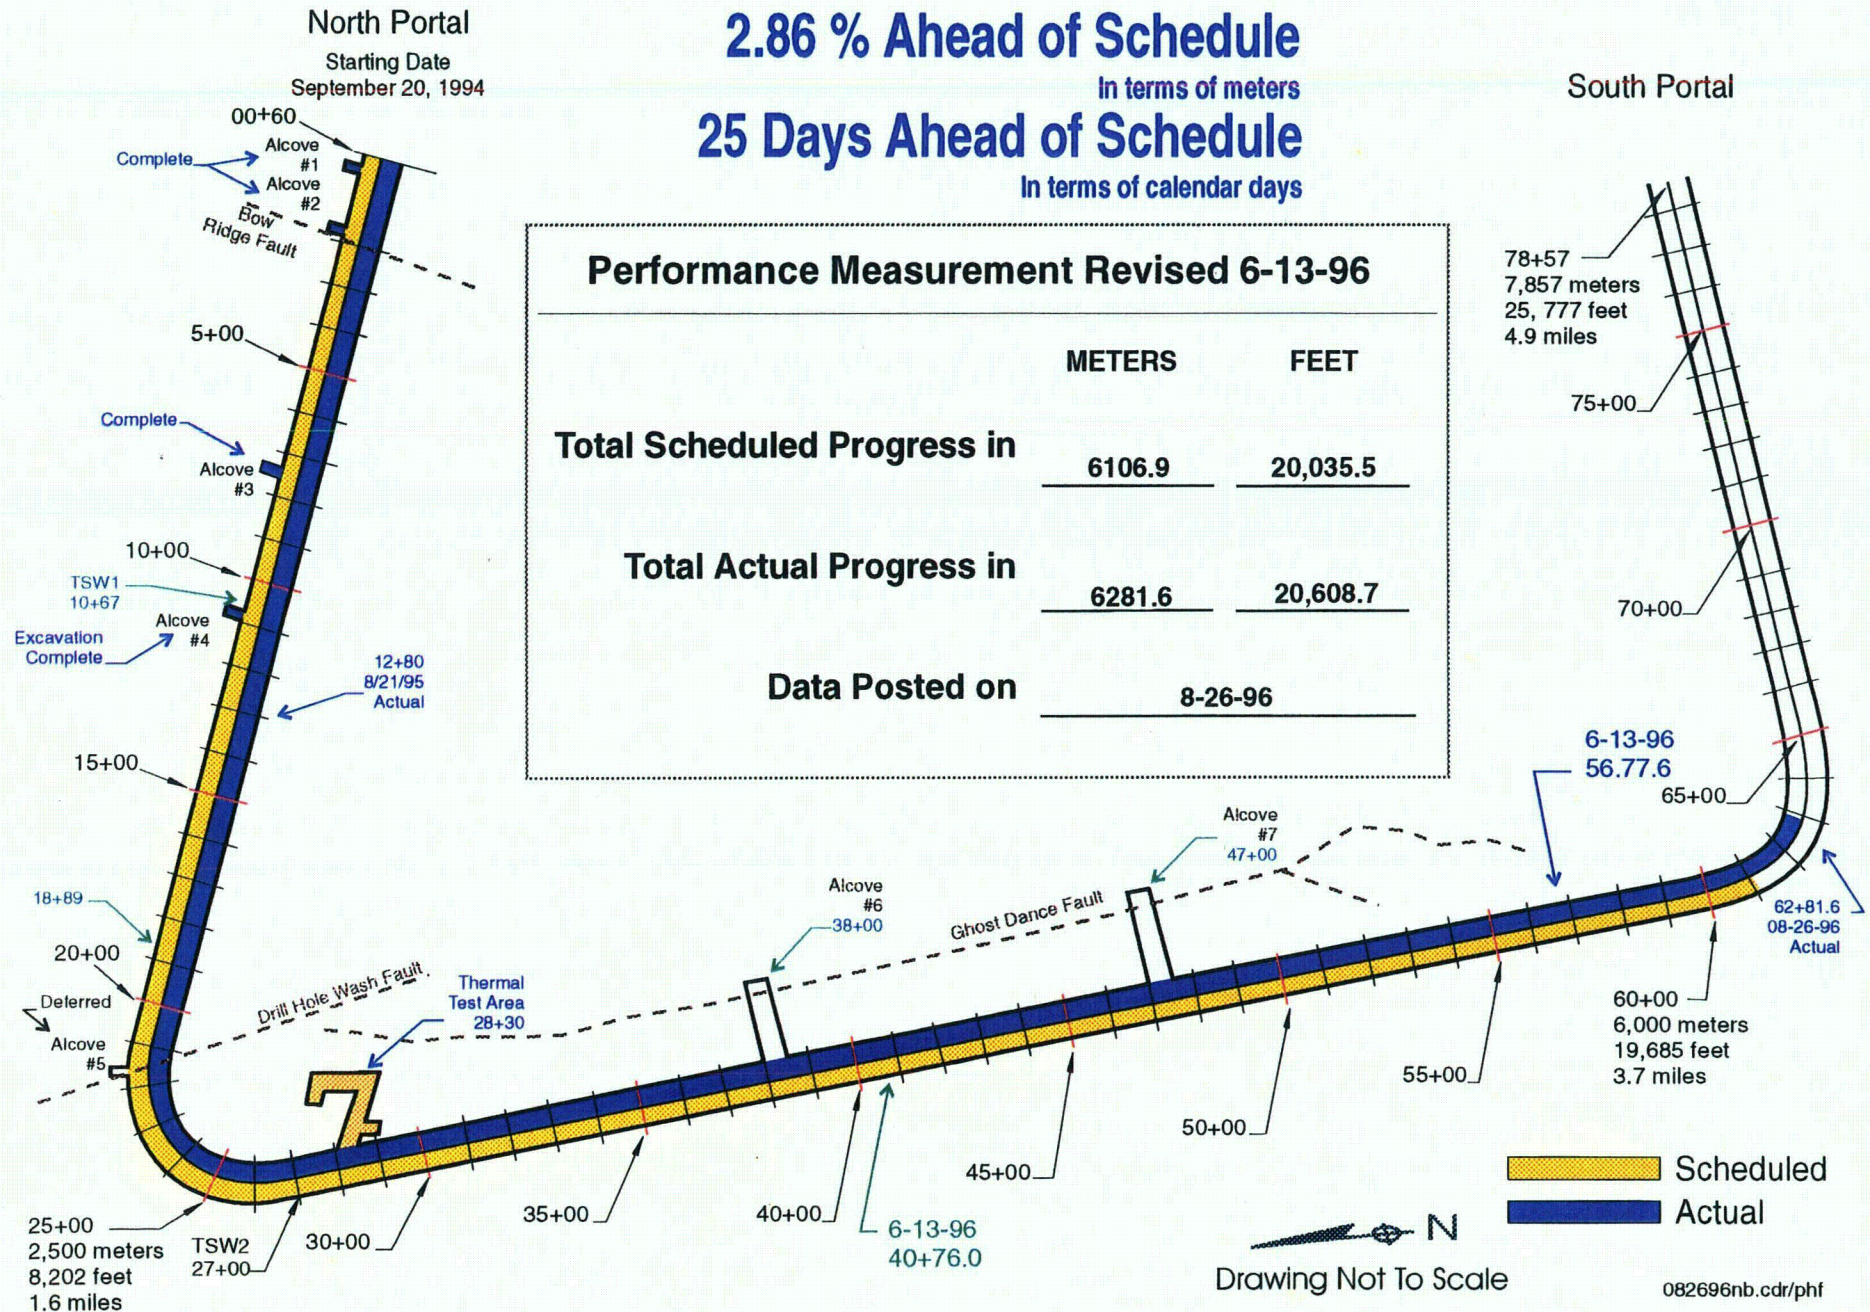 North Portal
Starting Date
September 20, 1994
2.86 % Ahead of Schedule
In terms of meters
25 Days Ahead of Schedule
In terms of calendar days
South Portal
00+60
Alcove
#1
Complete
Alcove
#2
Bow
Ridge Fault
5+00
Complete
Alcove
#3
10+00
TSW1
10+67
Alcove
#4
Excavation
Complete
12+80
8/21/95
Actual
15+00
18+89
20+00
Deferred
Alcove
#5
Drill Hole Wash Fault
Thermal
Test Area
28+30
25+00
2,500 meters
8,202 feet
1.6 miles
TSW2
27+00
30+00
35+00
40+00
6-13-96
40+76.0
45+00
50+00
55+00
Alcove
#6
38+00
Ghost Dance Fault
Alcove
#7
47+00
Performance Measurement Revised 6-13-96
METERS FEET
Total Scheduled Progress in 6106.9 20,035.5
Total Actual Progress in 6281.6 20,608.7
Data Posted on 8-26-96
78+57
7,857 meters
25, 777 feet
4.9 miles
75+00
70+00
6-13-96
56.77.6
65+00
62+81.6
08-26-96
Actual
60+00
6,000 meters
19,685 feet
3.7 miles
Scheduled
Actual
N
Drawing Not To Scale
082696nb.cdr/phf